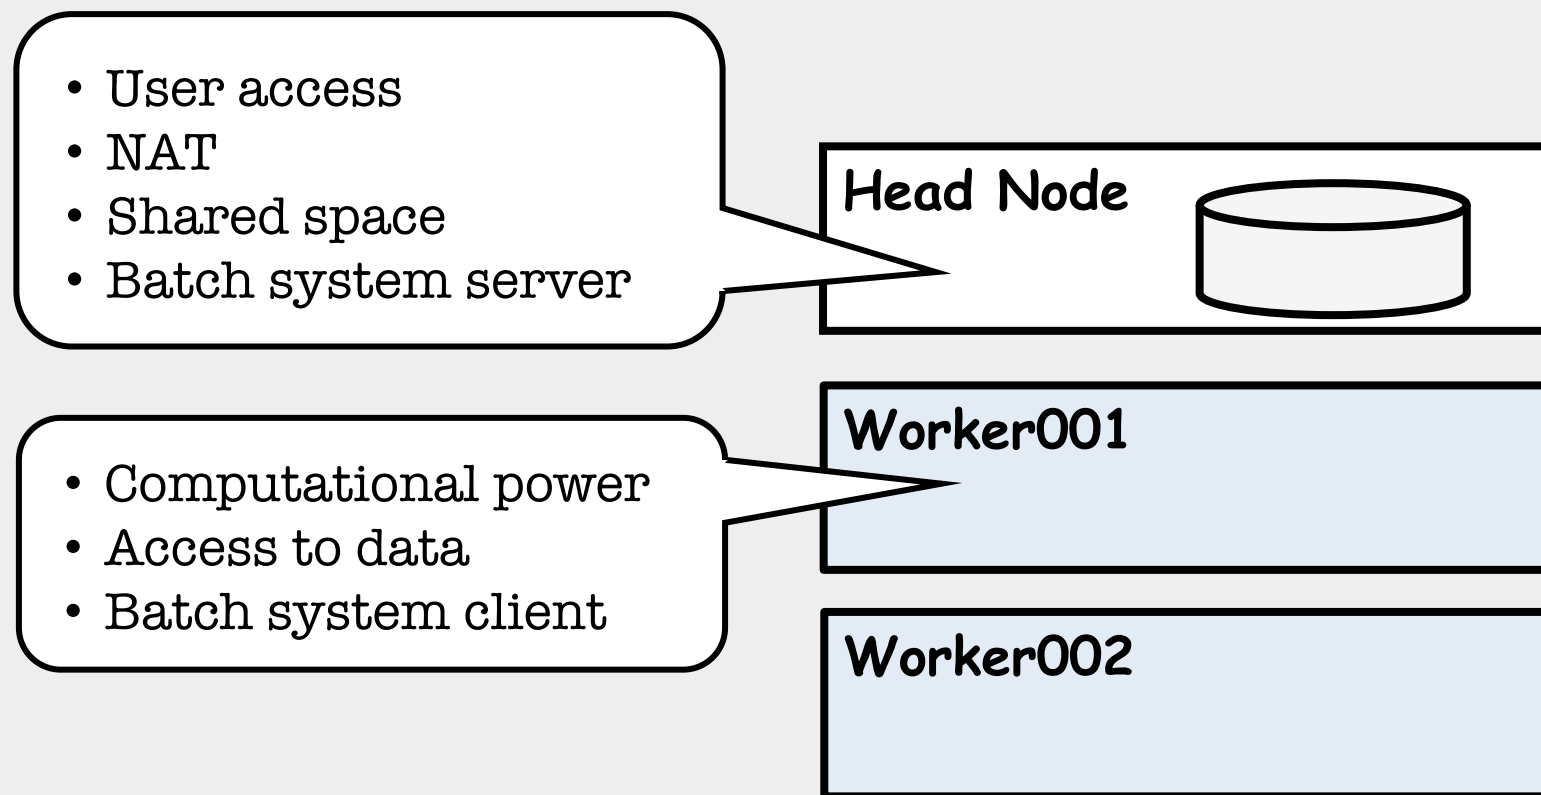 • User access
• NAT
• Shared space
• Batch system server
Head Node
• Computational power
• Access to data
• Batch system client
Worker001
Worker002